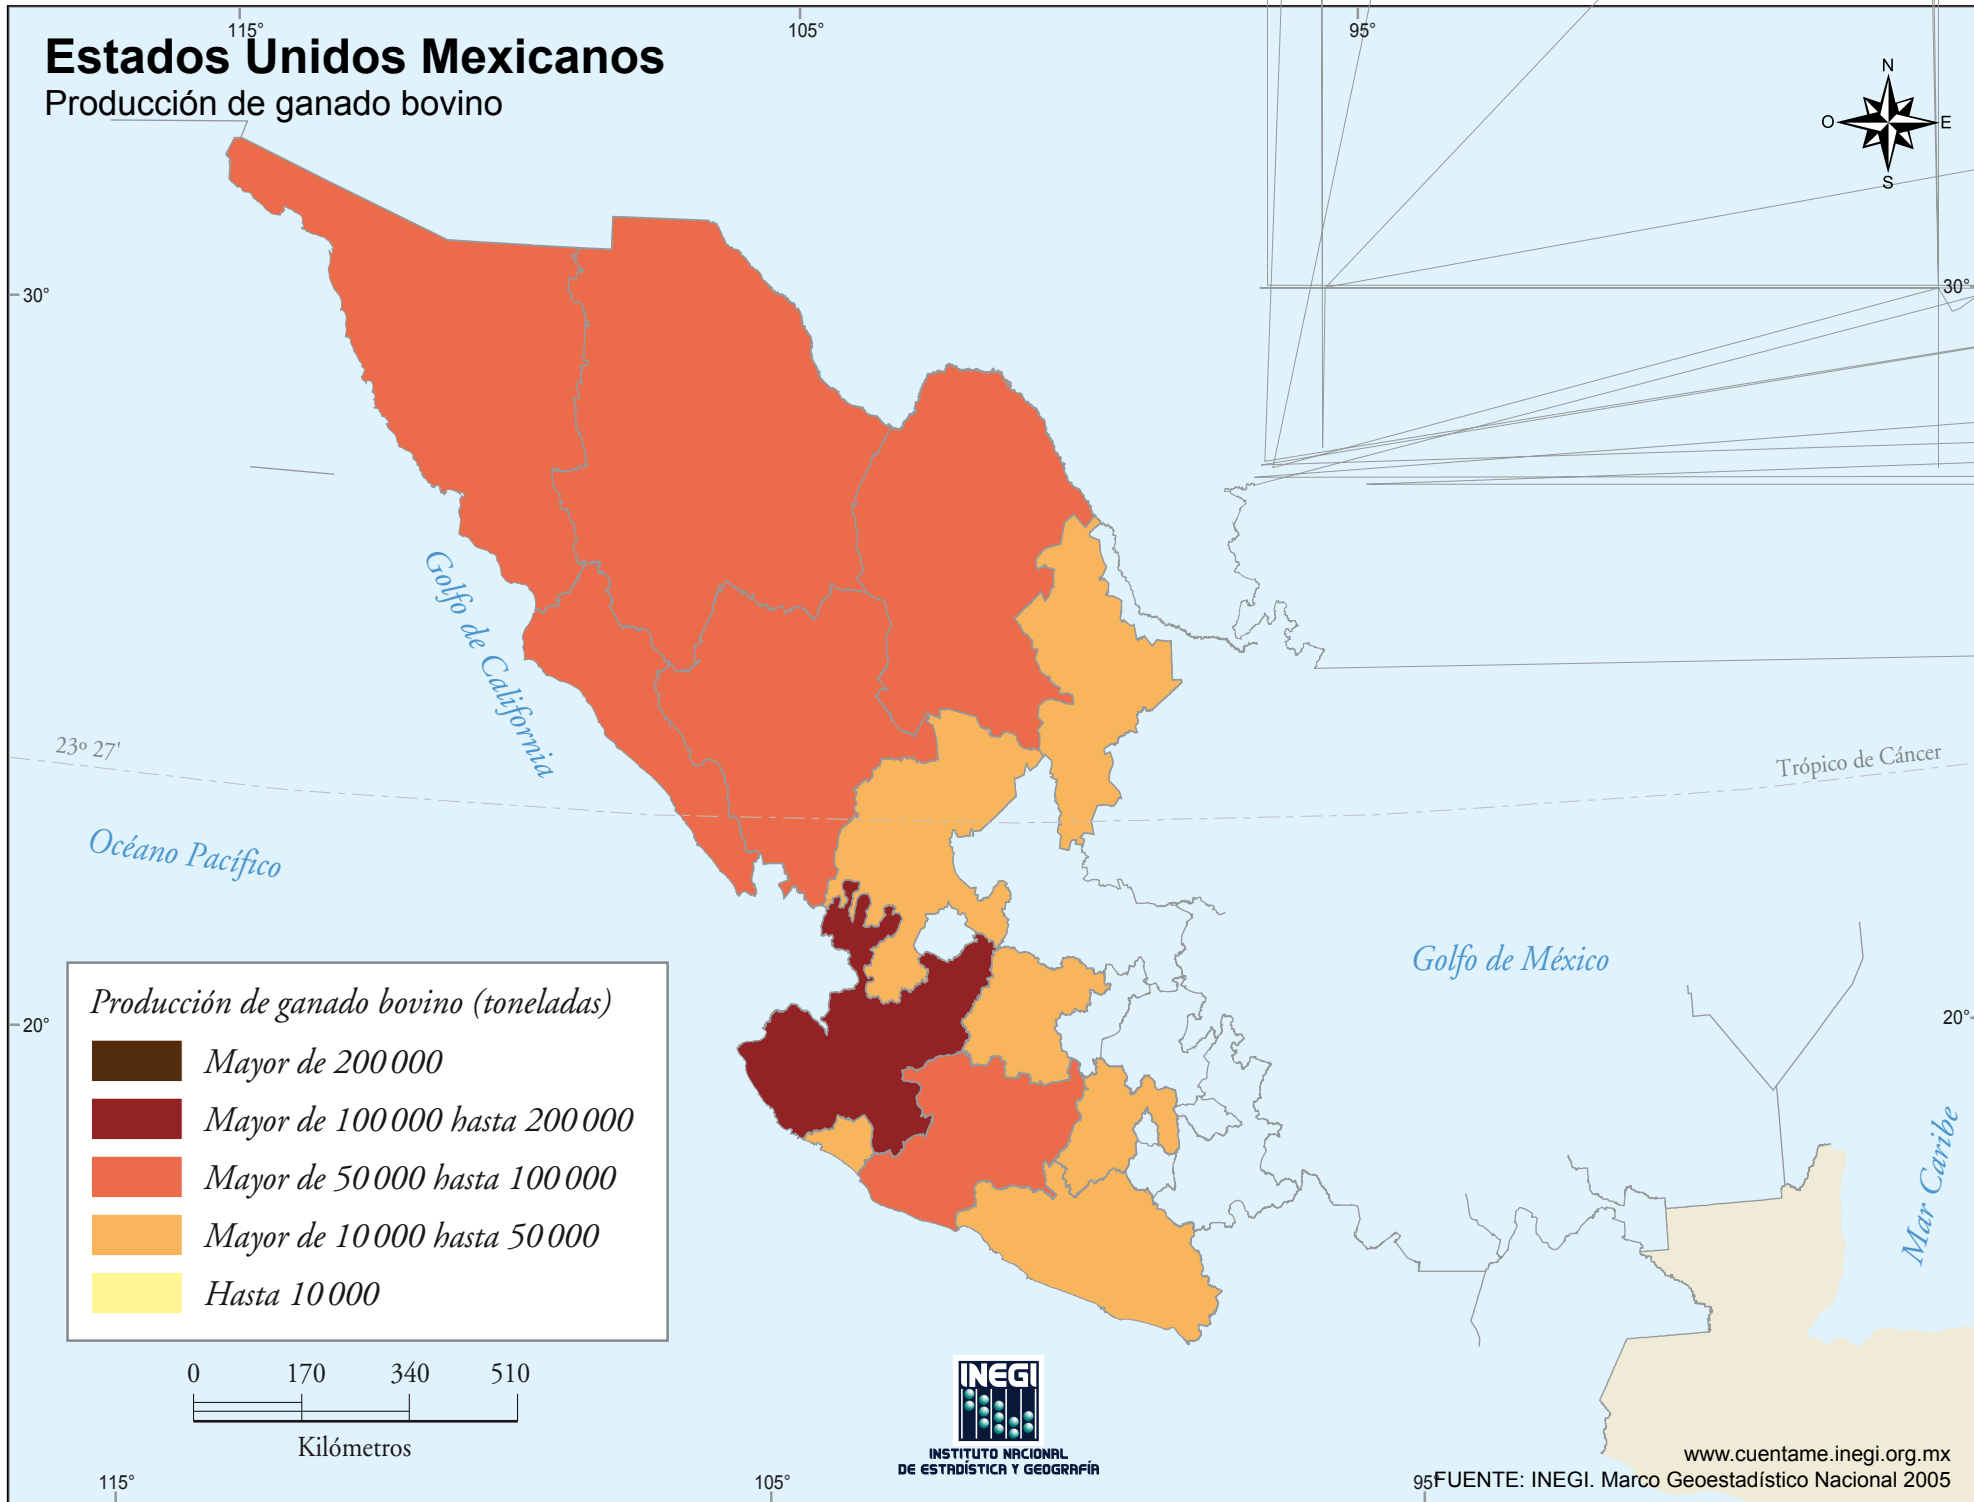 115°
105°
95°
Estados Unidos Mexicanos
Producción de ganado bovino
N
O
E
S
30°
30°
Golfo de California
23º 27'
Trópico de Cáncer
Océano Pacífico
Golfo de México
20°
20°
Mar Caribe
Producción de ganado bovino (toneladas)
Mayor de 200 000
Mayor de 100 000 hasta 200 000
Mayor de 50 000 hasta 100 000
Mayor de 10 000 hasta 50 000
Hasta 10 000
0 170 340 510
Kilómetros
INEGI
INSTITUTO NACIONAL
DE ESTADÍSTICA Y GEOGRAFÍA
www.cuentame.inegi.org.mx
FUENTE: INEGI. Marco Geoestadístico Nacional 2005
115°
105°
95°